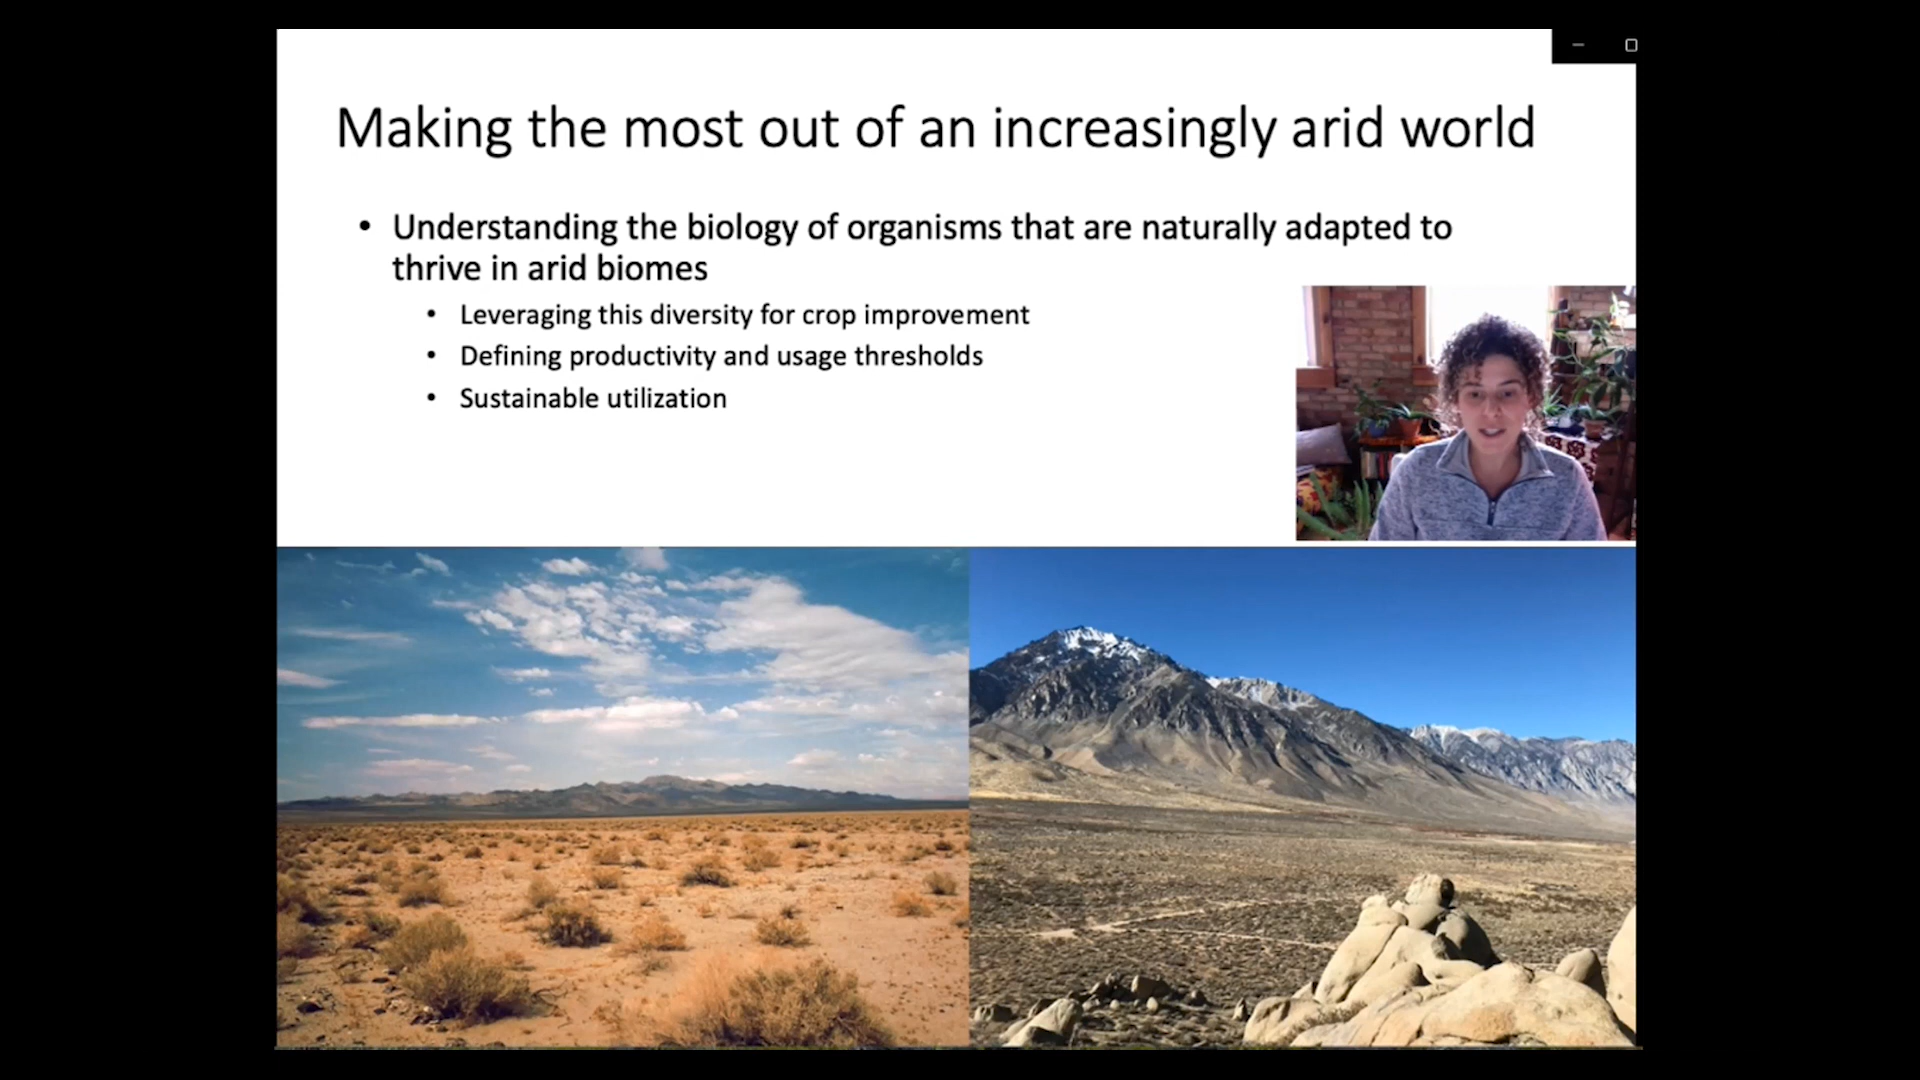 Making the most out of an increasingly arid world
• Understanding the biology of organisms that are naturally adapted to
thrive in arid biomes
• Leveraging this diversity for crop improvement
• Defining productivity and usage thresholds
• Sustainable utilization